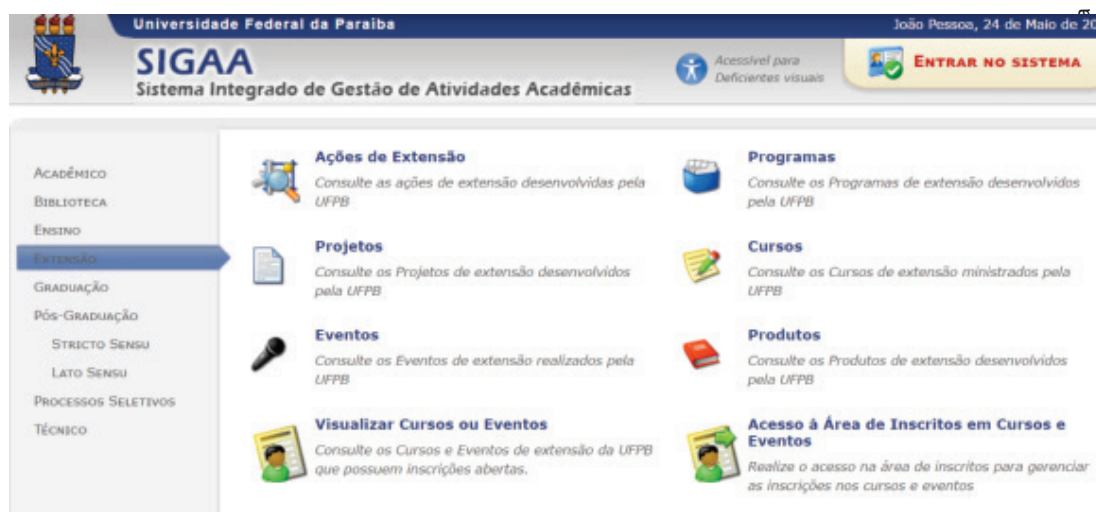 Universidade Federal da Paraíba
João Pessoa, 24 de Maio de 20
SIGAA
Sistema Integrado de Gestão de Atividades Acadêmicas
Acessível para
Deficientes visuais
ENTRAR NO SISTEMA
ACADÊMICO
BIBLIOTECA
ENSINO
EXTENSÃO
GRADUAÇÃO
PÓS-GRADUAÇÃO
STRICTO SENSU
LATO SENSU
PROCESSOS SELETIVOS
TÉCNICO
Ações de Extensão
Consulte as ações de extensão desenvolvidas pela
UFPB
Programas
Consulte os Programas de extensão desenvolvidos
pela UFPB
Projetos
Consulte os Projetos de extensão desenvolvidos
pela UFPB
Cursos
Consulte os Cursos de extensão ministrados pela
UFPB
Eventos
Consulte os Eventos de extensão realizados pela
UFPB
Produtos
Consulte os Produtos de extensão desenvolvidos
pela UFPB
Visualizar Cursos ou Eventos
Consulte os Cursos e Eventos de extensão da UFPB
que possuem inscrições abertas.
Acesso à Área de Inscritos em Cursos e
Eventos
Realize o acesso na área de inscritos para gerenciar
as inscrições nos cursos e eventos